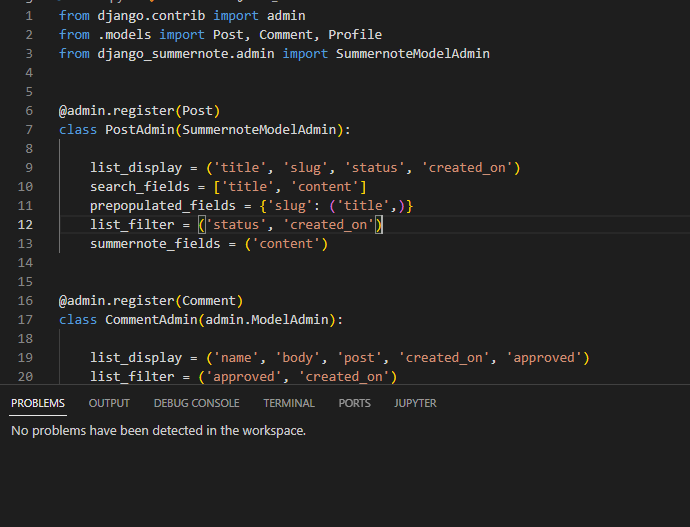 1 from django.contrib import admin
2 from .models import Post, Comment, Profile
3 from django_summernote.admin import SummernoteModelAdmin
4
5
6 @admin.register(Post)
7 class PostAdmin(SummernoteModelAdmin):
8
9 list_display = ('title', 'slug', 'status', 'created_on')
10 search_fields = ['title', 'content']
11 prepopulated_fields = {'slug': ('title',)}
12 list_filter = ('status', 'created_on')
13 summernote_fields = ('content')
14
15
16 @admin.register(Comment)
17 class CommentAdmin(admin.ModelAdmin):
18
19 list_display = ('name', 'body', 'post', 'created_on', 'approved')
20 list_filter = ('approved', 'created_on')
PROBLEMS OUTPUT DEBUG CONSOLE TERMINAL PORTS JUPYTER
No problems have been detected in the workspace.